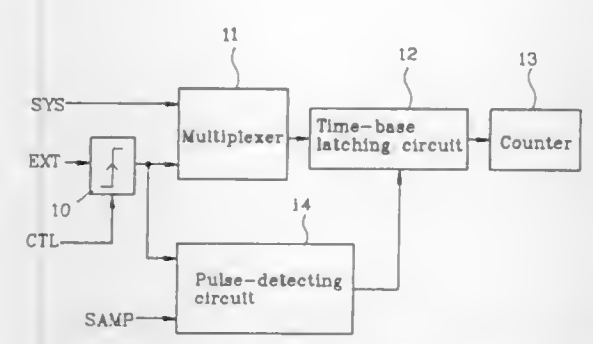 11
12
13
SYS
Multiplexer
Time-base
latching circuit
Counter
EXT
10
14
CTL
Pulse-detecting
circuit
SAMP